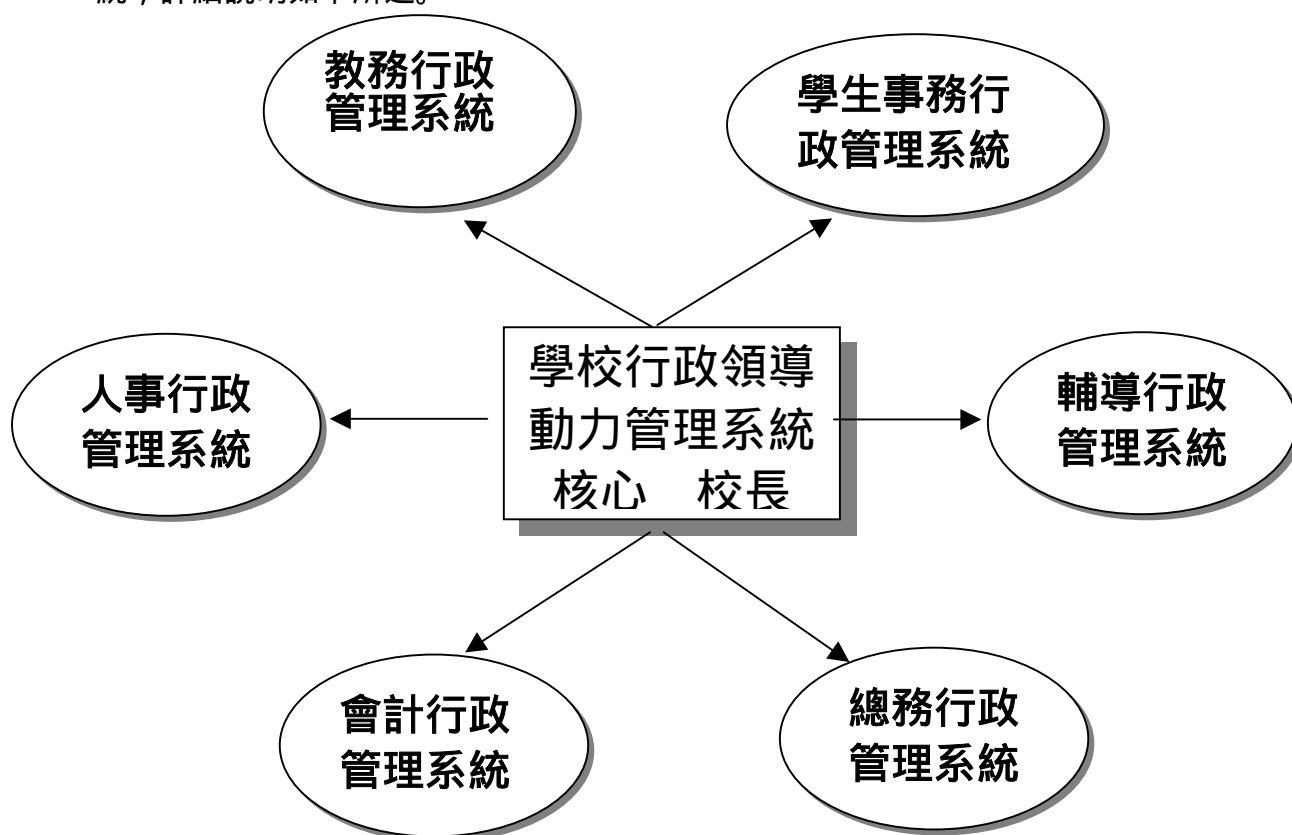 教務行政
管理系統
學生事務行
政管理系統
學校行政領導
動力管理系統
核心　校長
人事行政
管理系統
輔導行政
管理系統
會計行政
管理系統
總務行政
管理系統